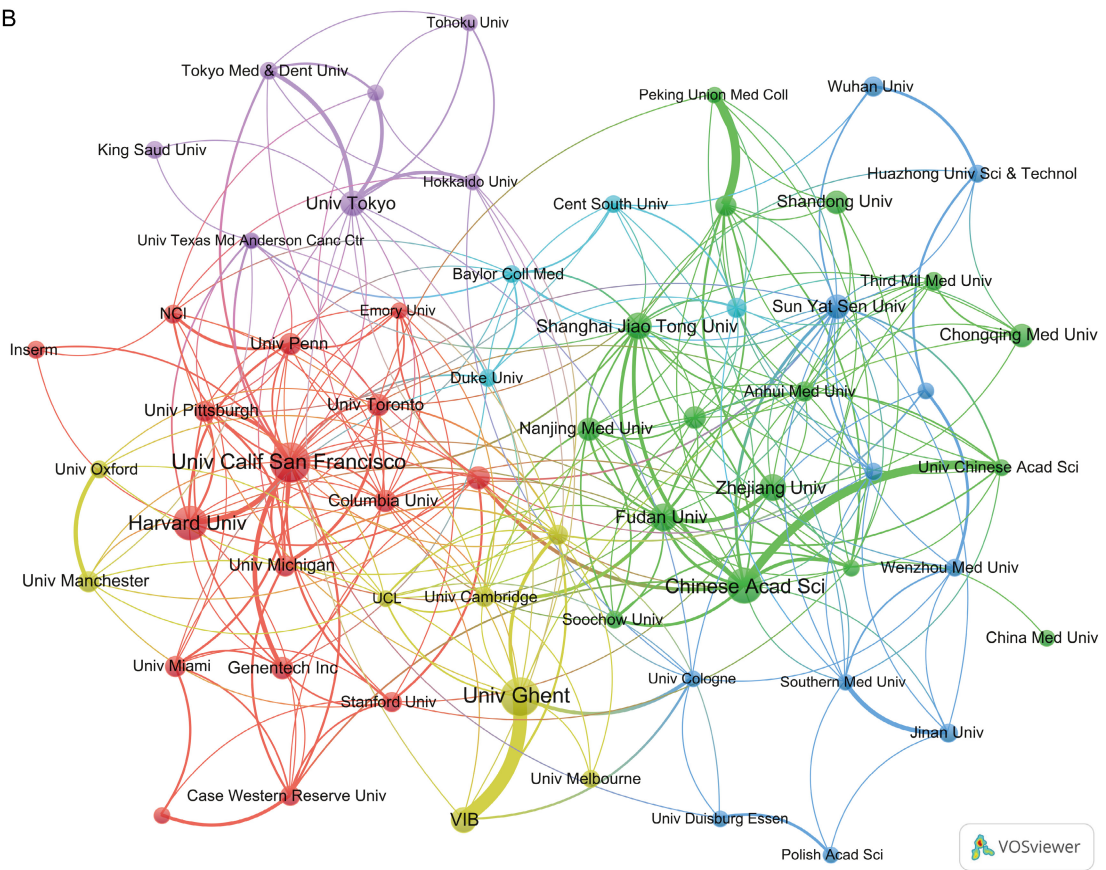 B
Tohoku Univ
Tokyo Med & Dent Univ
Peking Union Med Coll
Wuhan Univ
King Saud Univ
Huazhong Univ Sci & Technol
Hokkaido Univ
Univ Tokyo
Cent South Univ
Shandong Univ
Univ Texas Md Anderson Canc Ctr
Baylor Coll Med
Third Mil Med Univ
NCI
Emory Univ
Sun Yat Sen Univ
Shanghai Jiao Tong Univ
Chongqing Med Univ
Inserm
Univ Penn
Duke Univ
Anhui Med Univ
Univ Pittsburgh
Univ Toronto
Nanjing Med Univ
Univ Calif San Francisco
Univ Oxford
Univ Chinese Acad Sci
Zhejiang Univ
Columbia Univ
Harvard Univ
Fudan Univ
Univ Michigan
Wenzhou Med Univ
Univ Manchester
Chinese Acad Sci
UCL
Univ Cambridge
Soochow Univ
China Med Univ
Univ Miami
Genentech Inc
Univ Cologne
Southern Med Univ
Stanford Univ
Univ Ghent
Jinan Univ
Univ Melbourne
Case Western Reserve Univ
VIB
Univ Duisburg Essen
Polish Acad Sci
VOSviewer